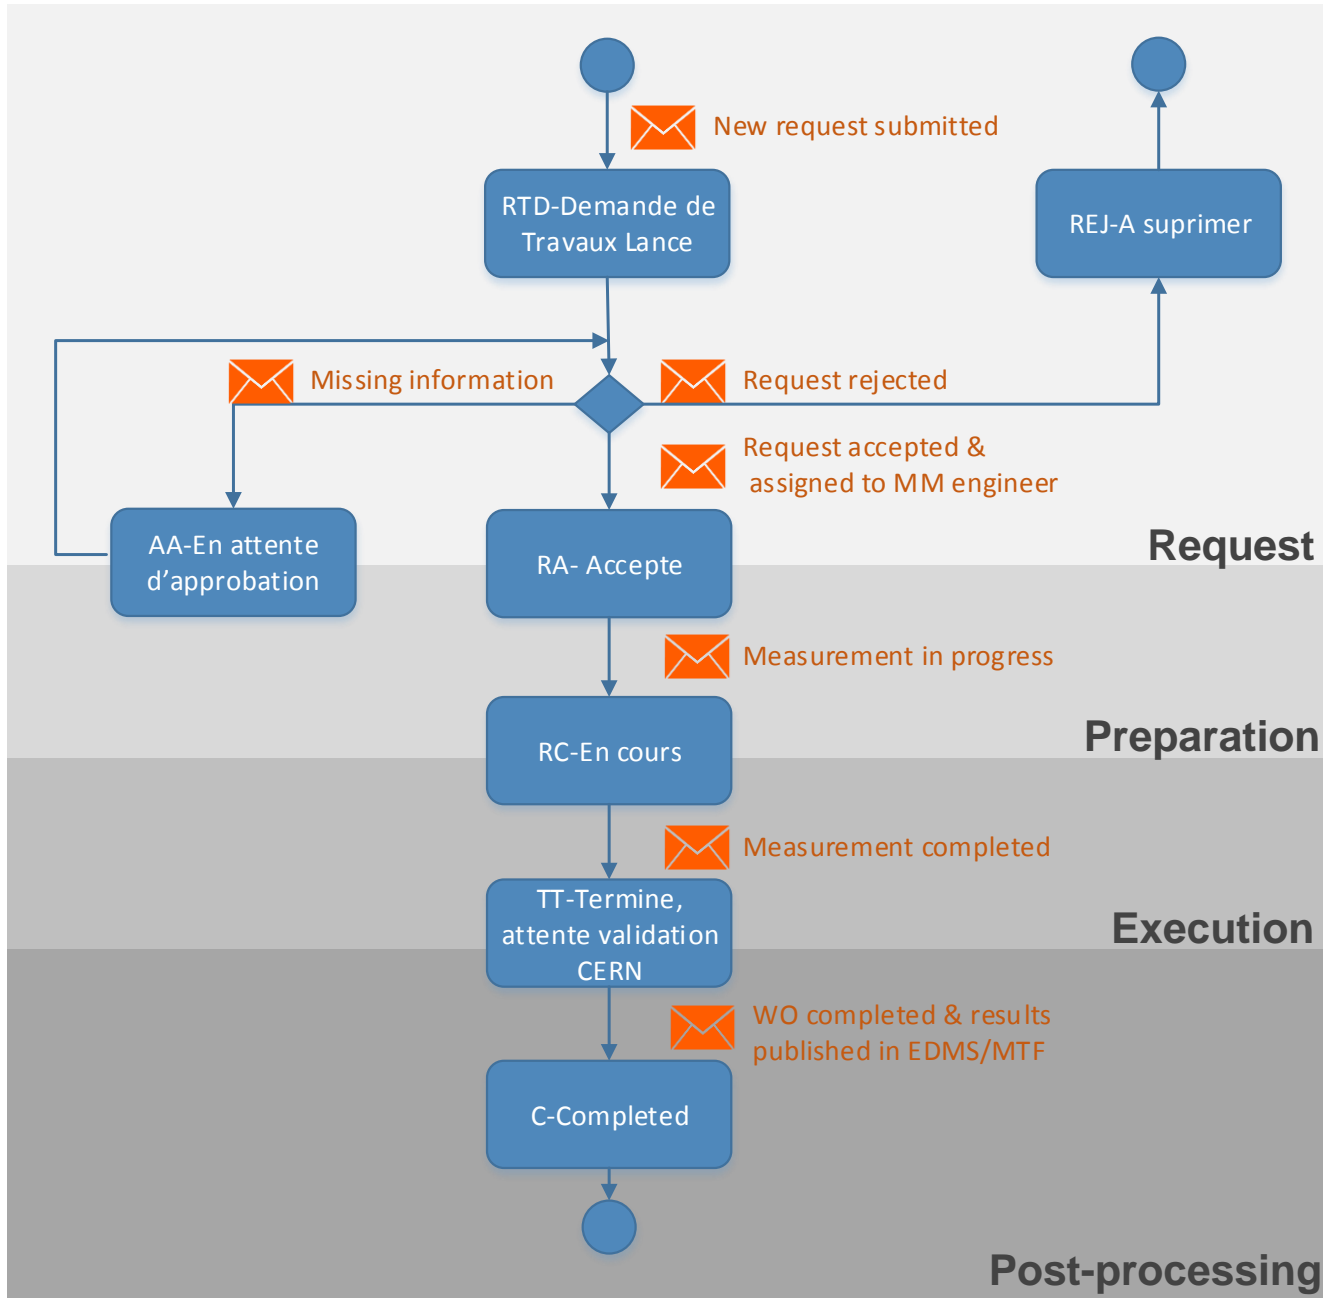 New request submitted
RTD-Demande de
Travaux Lance
REJ-A suprimer
Missing information
Request rejected
Request accepted &
assigned to MM engineer
AA-En attente
d’approbation
RA- Accepte
Request
Measurement in progress
RC-En cours
Preparation
Measurement completed
TT-Termine,
attente validation
CERN
Execution
WO completed & results
published in EDMS/MTF
C-Completed
Post-processing